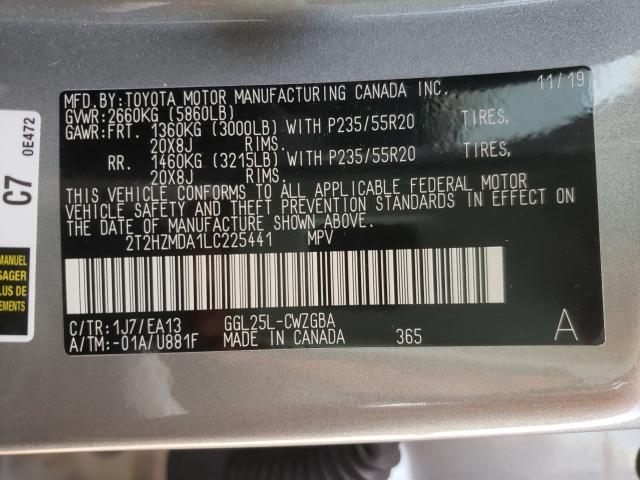 MFD. BY: TOYOTA MOTOR MANUFACTURING CANADA INC. 11/19
GVWR: 2660KG (5860LB)
GAWR: FRT. 1360KG (3000LB) WITH P235/55R20 TIRES,
20X8J RIMS.
RR. 1460KG (3215LB) WITH P235/55R20 TIRES,
20X8J RIMS.
THIS VEHICLE CONFORMS TO ALL APPLICABLE FEDERAL MOTOR
VEHICLE SAFETY AND THEFT PREVENTION STANDARDS IN EFFECT ON
THE DATE OF MANUFACTURE SHOWN ABOVE.
2T2HZMDA1LC225441 MPV
C/TR: 1J7/EA13 GGL25L-CWZGBA
A/TM: -01A/U881F MADE IN CANADA 365 A
C7
0E472
MANUEL
SAGER
PLUS
EMENTS